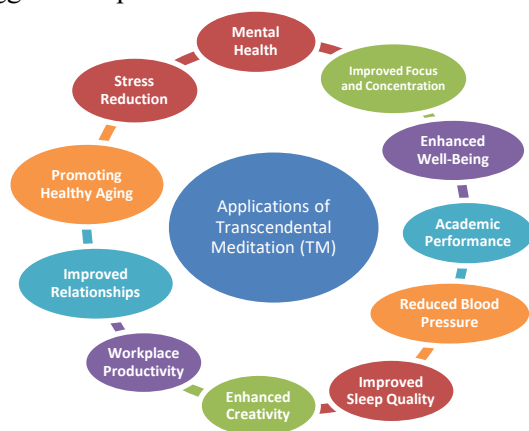 Mental
Health
Improved Focus
and Concentration
Enhanced
Well-Being
Academic
Performance
Reduced Blood
Pressure
Improved
Sleep Quality
Enhanced
Creativity
Workplace
Productivity
Improved
Relationships
Promoting
Healthy Aging
Stress
Reduction
Applications of
Transcendental
Meditation (TM)